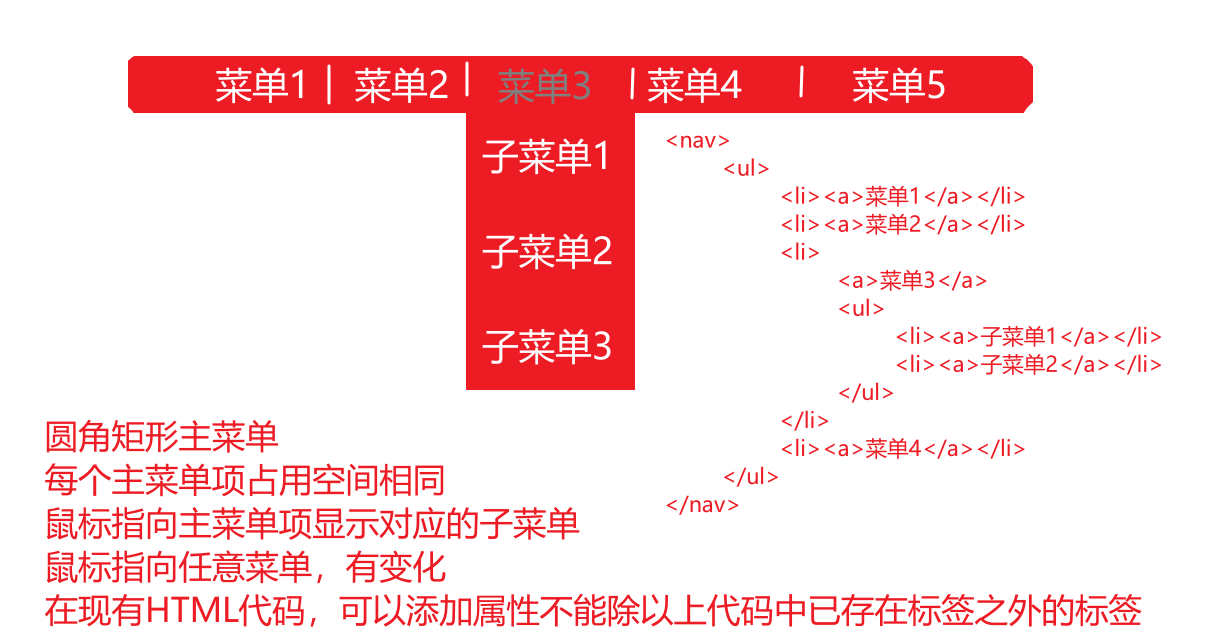 菜单1 | 菜单2 | 菜单3 | 菜单4 | 菜单5
子菜单1
子菜单2
子菜单3
<nav>
<ul>
<li><a>菜单1</a></li>
<li><a>菜单2</a></li>
<li>
<a>菜单3</a>
<ul>
<li><a>子菜单1</a></li>
<li><a>子菜单2</a></li>
</ul>
</li>
<li><a>菜单4</a></li>
</ul>
</nav>
圆角矩形主菜单
每个主菜单项占用空间相同
鼠标指向主菜单项显示对应的子菜单
鼠标指向任意菜单，有变化
在现有HTML代码，可以添加属性不能除以上代码中已存在标签之外的标签